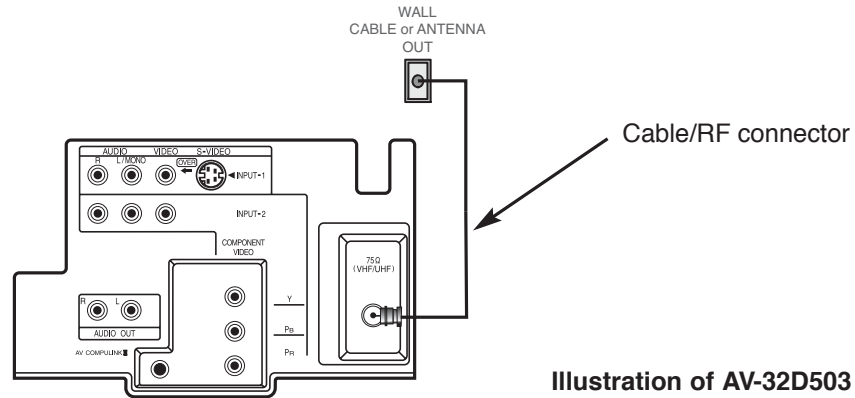 WALL
CABLE or ANTENNA
OUT
Cable/RF connector
AUDIO VIDEO S-VIDEO
R L/MONO OVER
INPUT-1
INPUT-2
COMPONENT
VIDEO
75Ω
(VHF/UHF)
Y
R L
PB
AUDIO OUT
AV COMPULINK III
PR
Illustration of AV-32D503